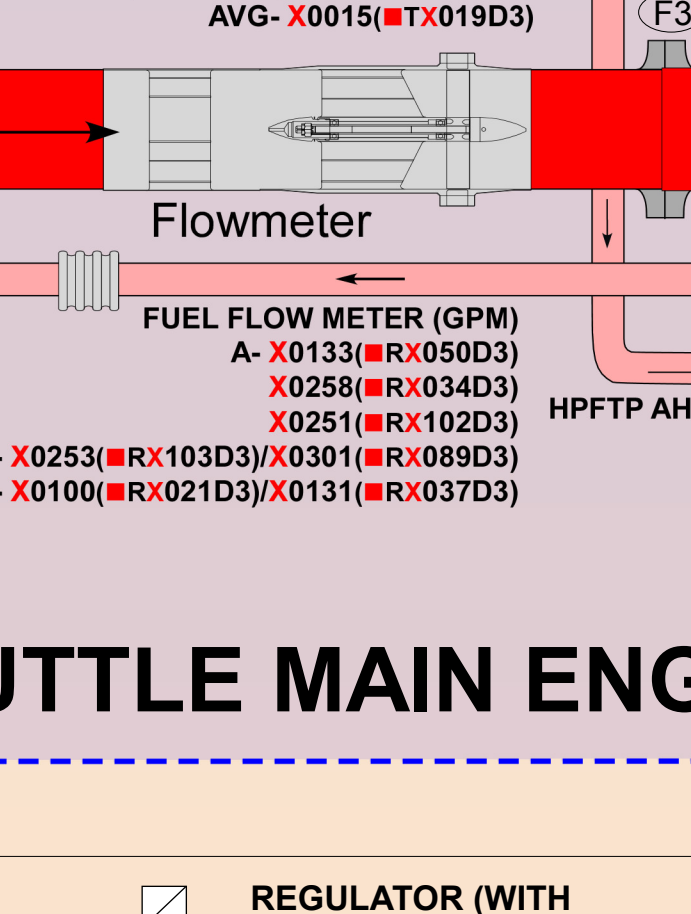 AVG- X0015(■TX019D3)
F3
Flowmeter
FUEL FLOW METER (GPM)
A- X0133(■RX050D3)
X0258(■RX034D3)
X0251(■RX102D3)
HPFTP AH
- X0253(■RX103D3)/X0301(■RX089D3)
- X0100(■RX021D3)/X0131(■RX037D3)
UTTLE MAIN ENG
REGULATOR (WITH